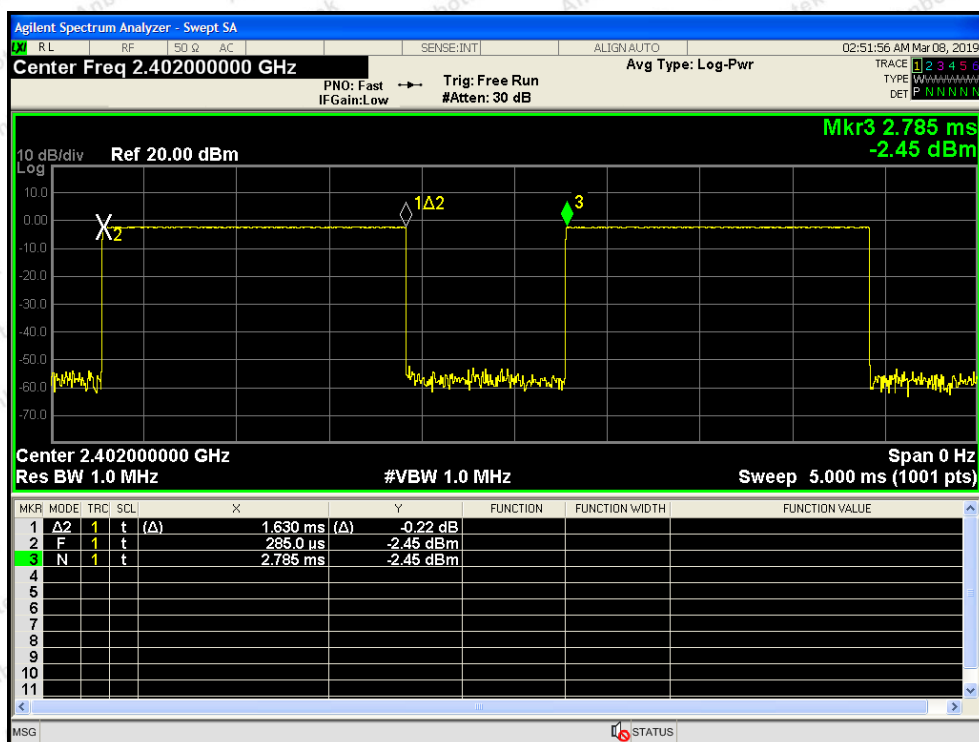 Agilent Spectrum Analyzer - Swept SA
LXI RL RF 50 Ω AC SENSE:INT ALIGN AUTO 02:51:56 AM Mar 08, 2019
Center Freq 2.402000000 GHz Avg Type: Log-Pwr TRACE 1 2 3 4 5 6
PNO: Fast Trig: Free Run TYPE WWWWWW
IFGain:Low #Atten: 30 dB DET P N N N N N
Mkr3 2.785 ms
10 dB/div Ref 20.00 dBm -2.45 dBm
Log
10.0
1Δ2 3
0.00
X2
-10.0
-20.0
-30.0
-40.0
-50.0
-60.0
-70.0
Center 2.402000000 GHz Span 0 Hz
Res BW 1.0 MHz #VBW 1.0 MHz Sweep 5.000 ms (1001 pts)
MKR MODE TRC SCL X Y FUNCTION FUNCTION WIDTH FUNCTION VALUE
1 Δ2 1 t (Δ) 1.630 ms (Δ) -0.22 dB
2 F 1 t 285.0 µs -2.45 dBm
3 N 1 t 2.785 ms -2.45 dBm
4
5
6
7
8
9
10
11
MSG STATUS